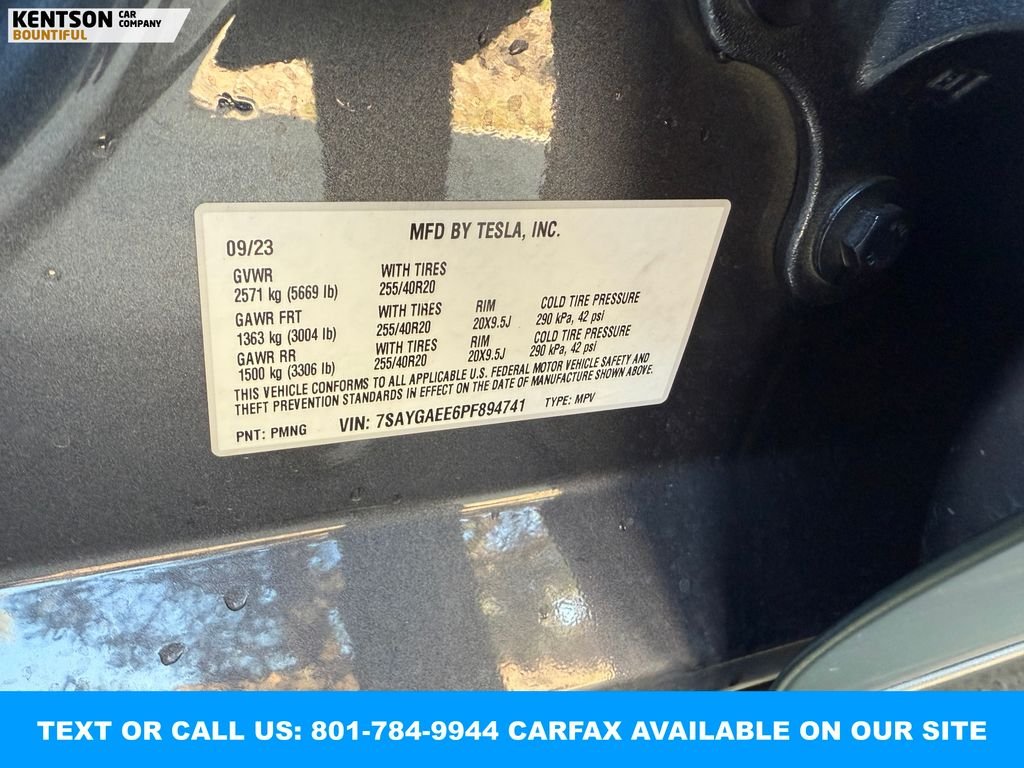 KENTSON CAR COMPANY
BOUNTIFUL
MFD BY TESLA, INC.
09/23
GVWR WITH TIRES
2571 kg (5669 lb) 255/40R20
GAWR FRT WITH TIRES RIM COLD TIRE PRESSURE
1363 kg (3004 lb) 255/40R20 20X9.5J 290 kPa, 42 psi
GAWR RR WITH TIRES RIM COLD TIRE PRESSURE
1500 kg (3306 lb) 255/40R20 20X9.5J 290 kPa, 42 psi
THIS VEHICLE CONFORMS TO ALL APPLICABLE U.S. FEDERAL MOTOR VEHICLE SAFETY AND
THEFT PREVENTION STANDARDS IN EFFECT ON THE DATE OF MANUFACTURE SHOWN ABOVE.
PNT: PMNG VIN: 7SAYGAEE6PF894741 TYPE: MPV
TEXT OR CALL US: 801-784-9944 CARFAX AVAILABLE ON OUR SITE